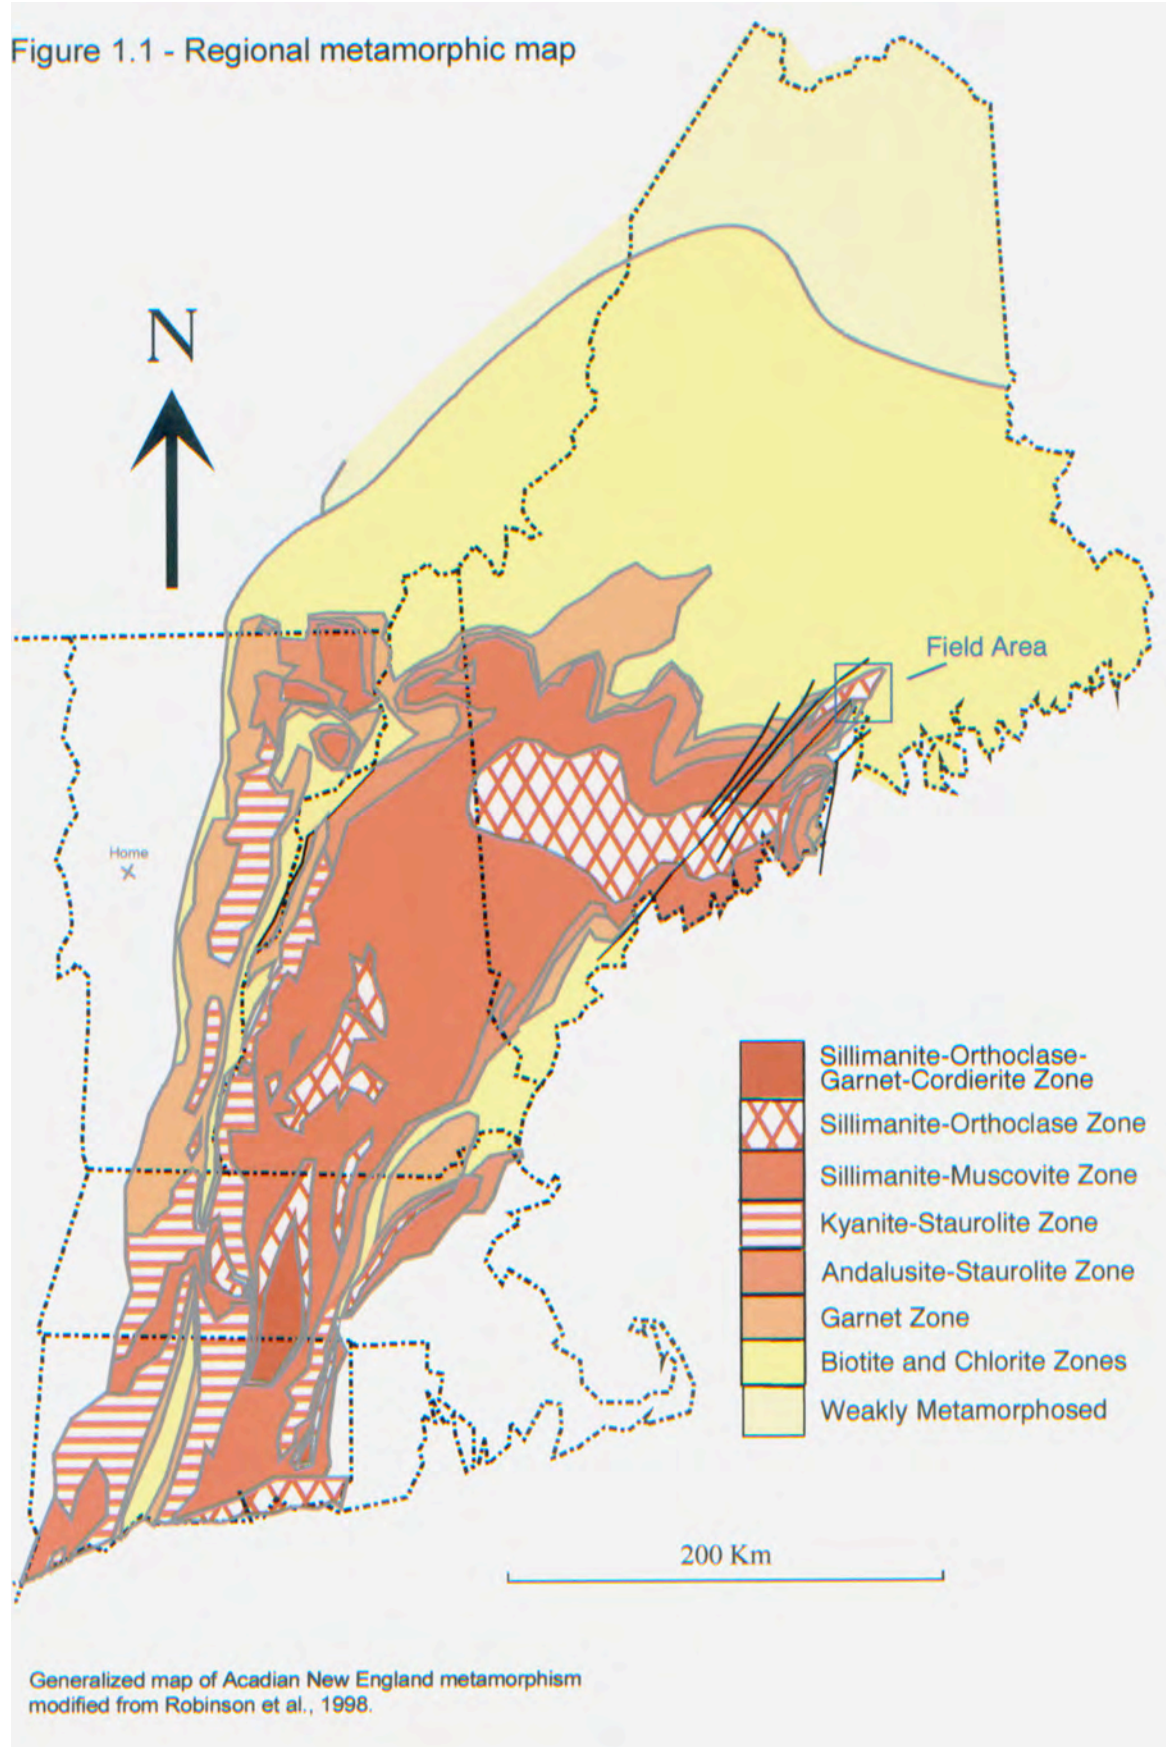 Figure 1.1 - Regional metamorphic map
N
Field Area
Home
Sillimanite-Orthoclase-
Garnet-Cordierite Zone
Sillimanite-Orthoclase Zone
Sillimanite-Muscovite Zone
Kyanite-Staurolite Zone
Andalusite-Staurolite Zone
Garnet Zone
Biotite and Chlorite Zones
Weakly Metamorphosed
200 Km
Generalized map of Acadian New England metamorphism
modified from Robinson et al., 1998.